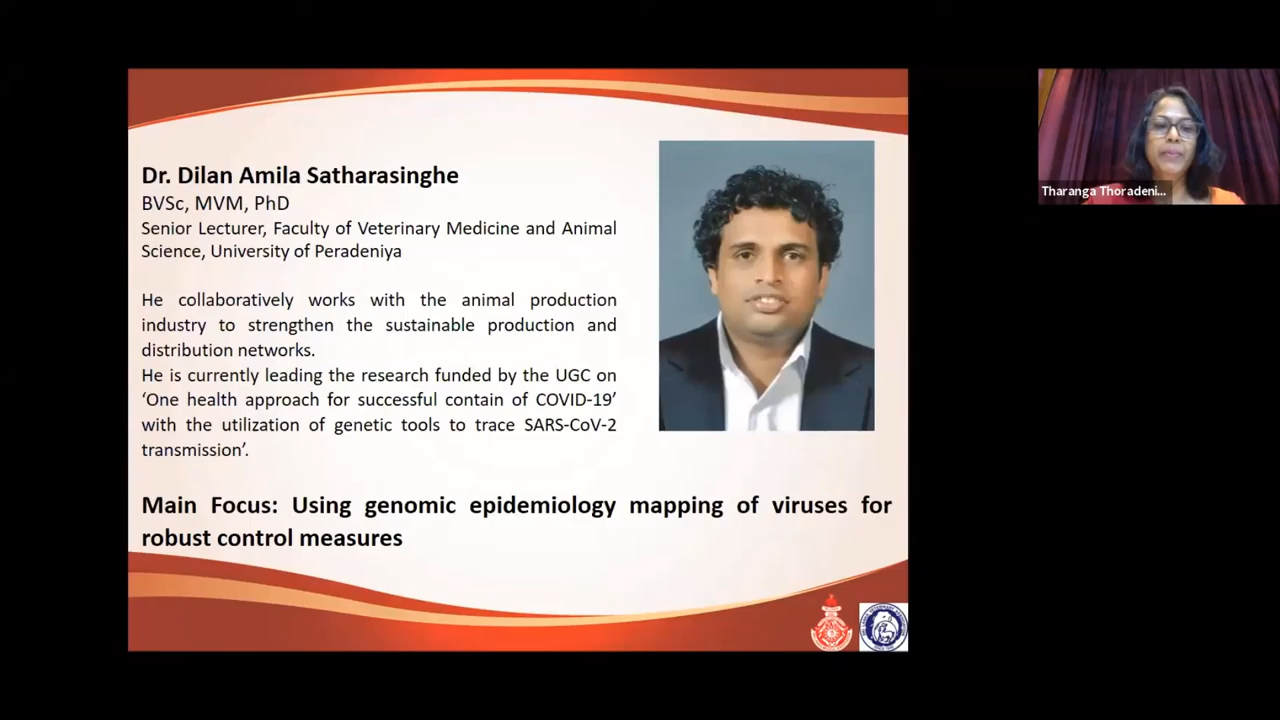 Dr. Dilan Amila Satharasinghe
BVSc, MVM, PhD
Senior Lecturer, Faculty of Veterinary Medicine and Animal
Science, University of Peradeniya
He collaboratively works with the animal production
industry to strengthen the sustainable production and
distribution networks.
He is currently leading the research funded by the UGC on
‘One health approach for successful contain of COVID-19’
with the utilization of genetic tools to trace SARS-CoV-2
transmission’.
Main Focus: Using genomic epidemiology mapping of viruses for
robust control measures
Tharanga Thoradeni...